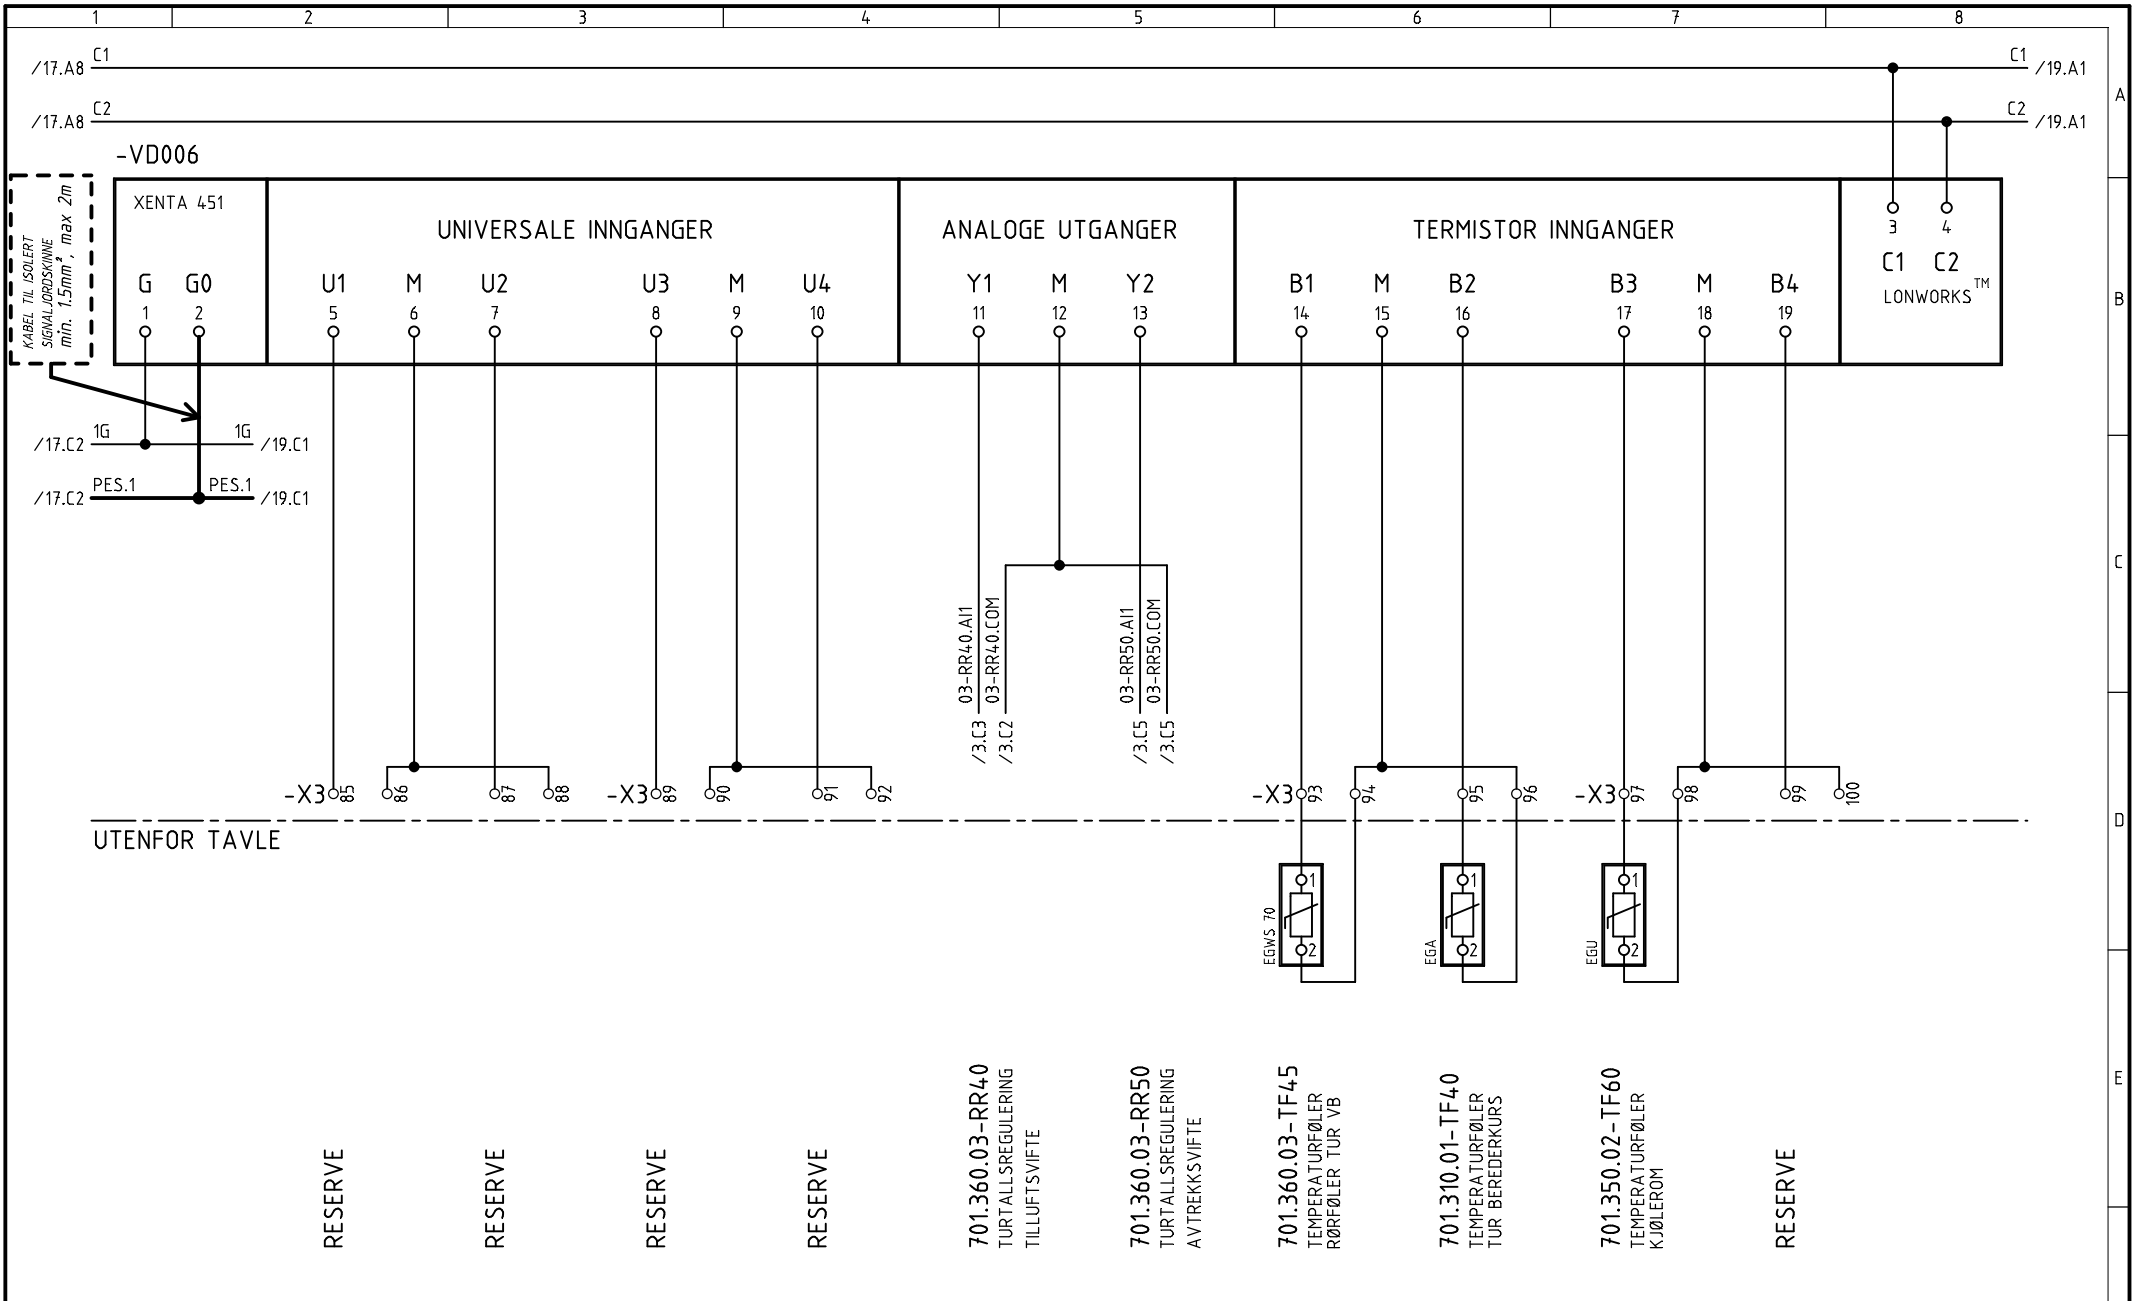 1 2 3 4 5 6 7 8
C1 C1
/17.A8 /19.A1
C2 C2
/17.A8 /19.A1
A
-VD006
KABEL TIL ISOLERT
SIGNALJORDSKINNE
min. 1.5mm², max 2m
XENTA 451
UNIVERSALE INNGANGER
ANALOGE UTGANGER
TERMISTOR INNGANGER
3 4
C1 C2
LONWORKS™
G G0 U1 M U2 U3 M U4 Y1 M Y2 B1 M B2 B3 M B4
1 2 5 6 7 8 9 10 11 12 13 14 15 16 17 18 19
B
1G 1G
/17.C2 /19.C1
PES.1 PES.1
/17.C2 /19.C1
C
03-RR40.AI1
03-RR40.COM
03-RR50.AI1
03-RR50.COM
/3.C3
/3.C2
/3.C5
/3.C5
-X3 85 86 87 88
-X3 89 90 91 92
-X3 93 94 95 96
-X3 97 98 99 100
D
UTENFOR TAVLE
1 1 1
EGWS 70
EGA
EGU
2 2 2
E
RESERVE
RESERVE
RESERVE
RESERVE
701.360.03-RR40
TURTALLSREGULERING
TILLUFTSVIFTE
701.360.03-RR50
TURTALLSREGULERING
AVTREKKSVIFTE
701.360.03-TF45
TEMPERATURFØLER
RØRFØLER TUR VB
701.310.01-TF40
TEMPERATURFØLER
TUR BEREDERKURS
701.350.02-TF60
TEMPERATURFØLER
KJØLEROM
RESERVE